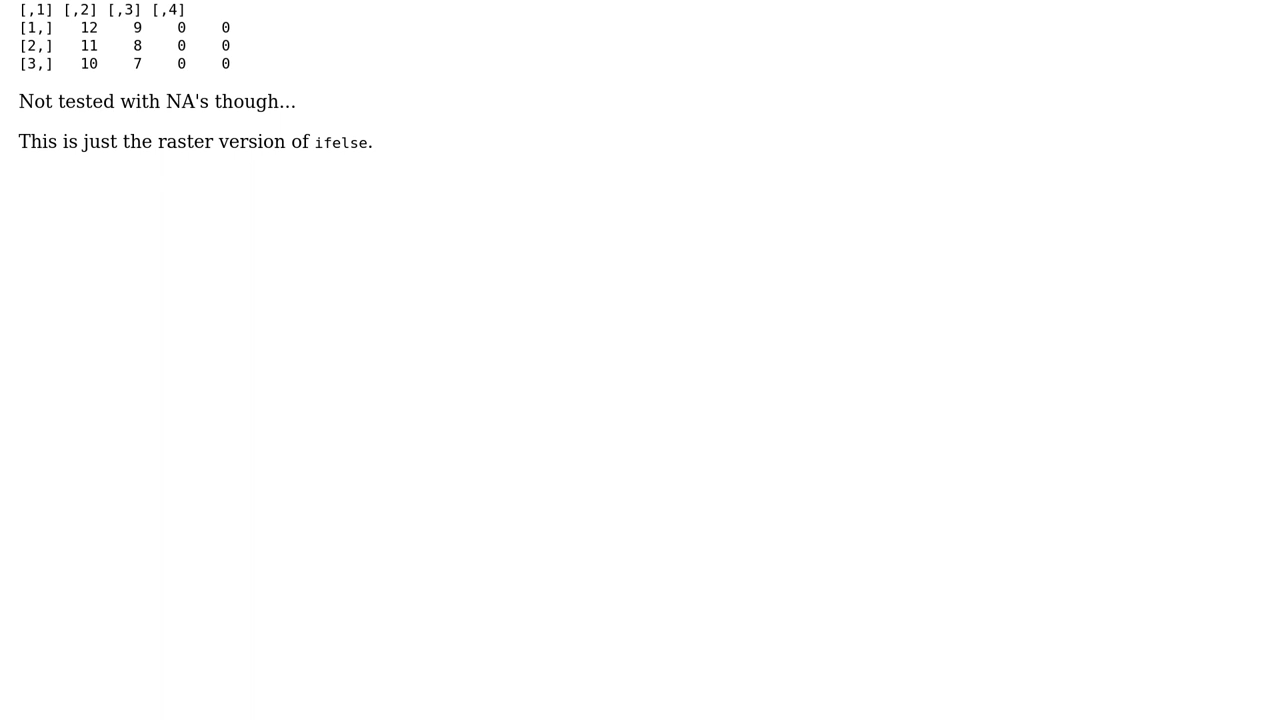 [,1] [,2] [,3] [,4]
[1,]   12    9    0    0
[2,]   11    8    0    0
[3,]   10    7    0    0
Not tested with NA's though...
This is just the raster version of ifelse.